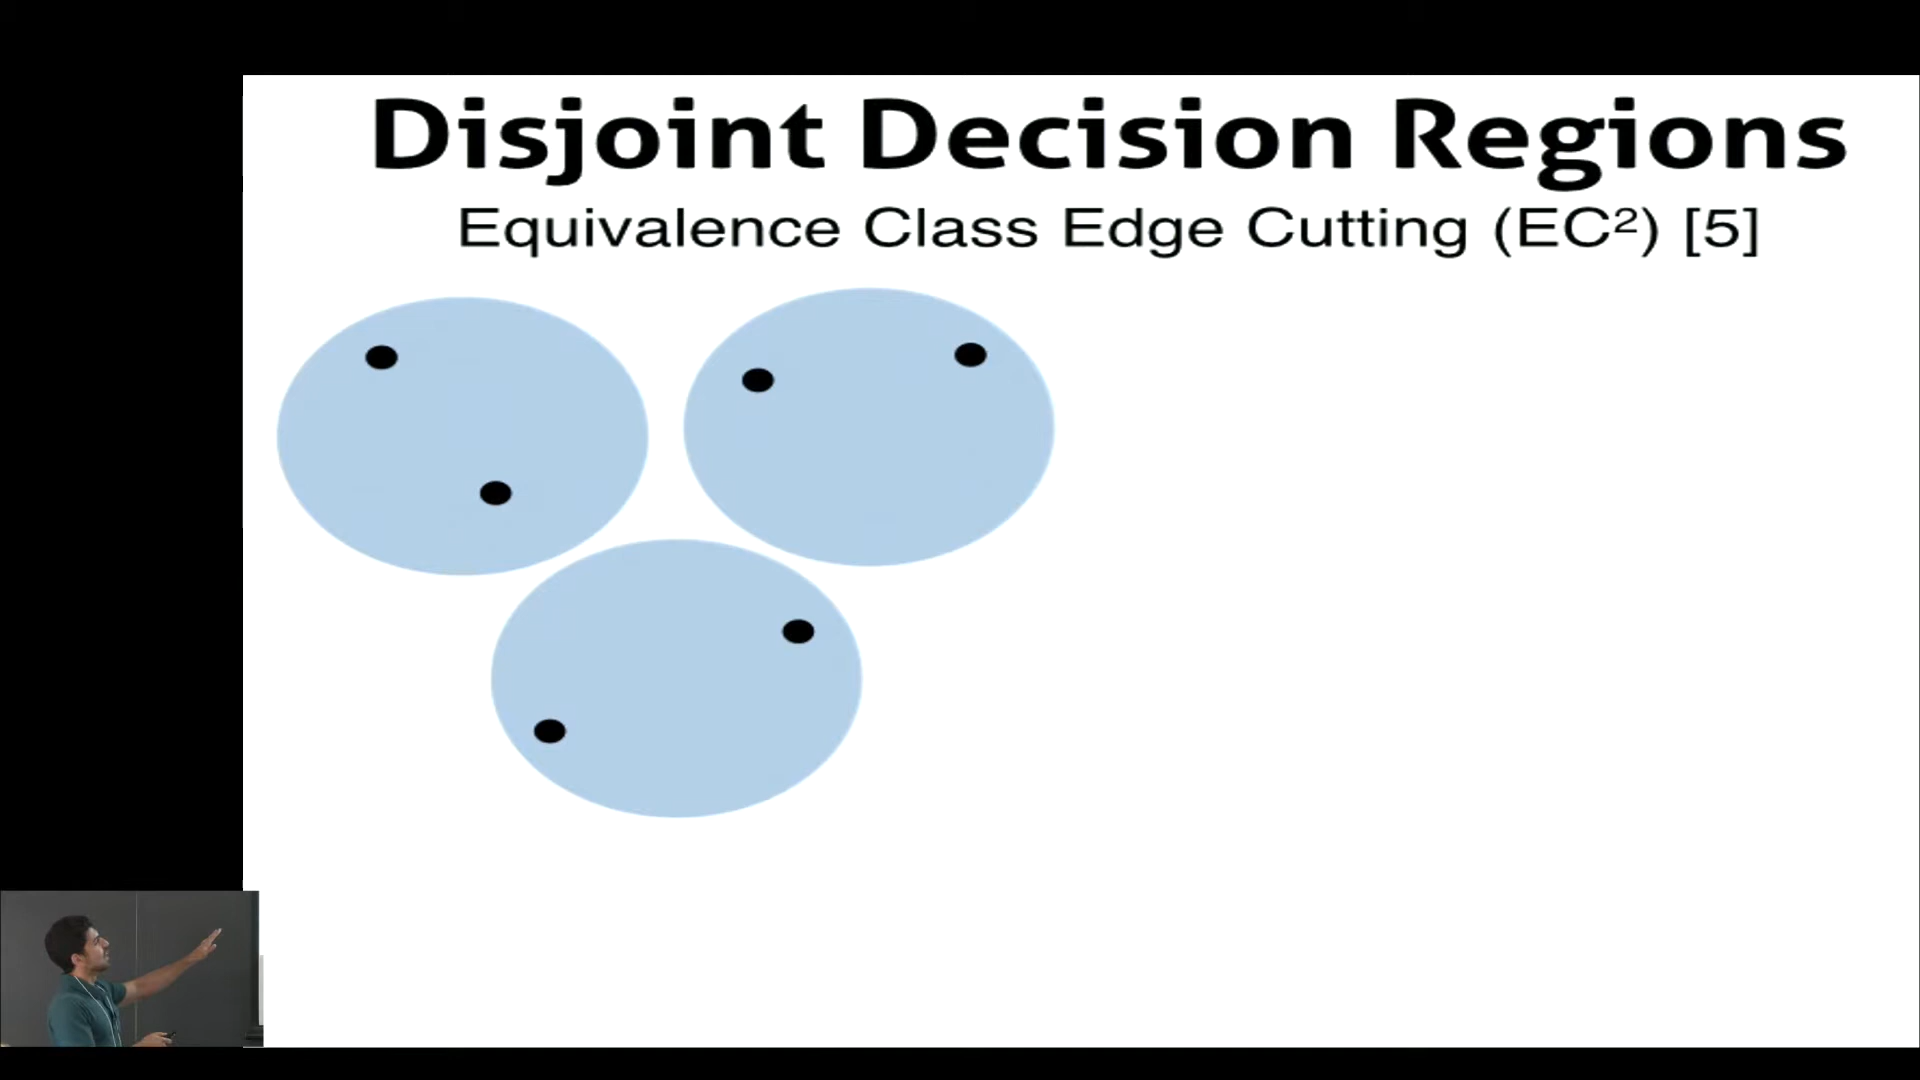 Disjoint Decision Regions
Equivalence Class Edge Cutting (EC²) [5]